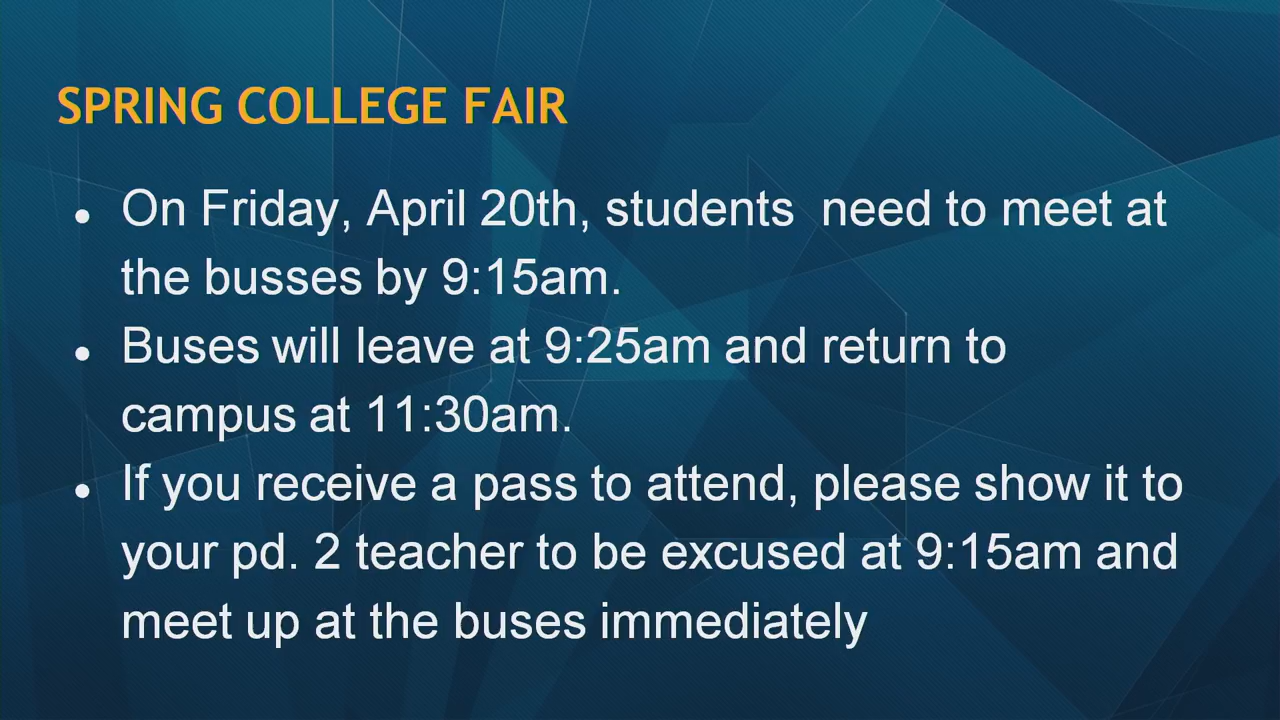 SPRING COLLEGE FAIR
• On Friday, April 20th, students  need to meet at
the busses by 9:15am.
• Buses will leave at 9:25am and return to
campus at 11:30am.
• If you receive a pass to attend, please show it to
your pd. 2 teacher to be excused at 9:15am and
meet up at the buses immediately